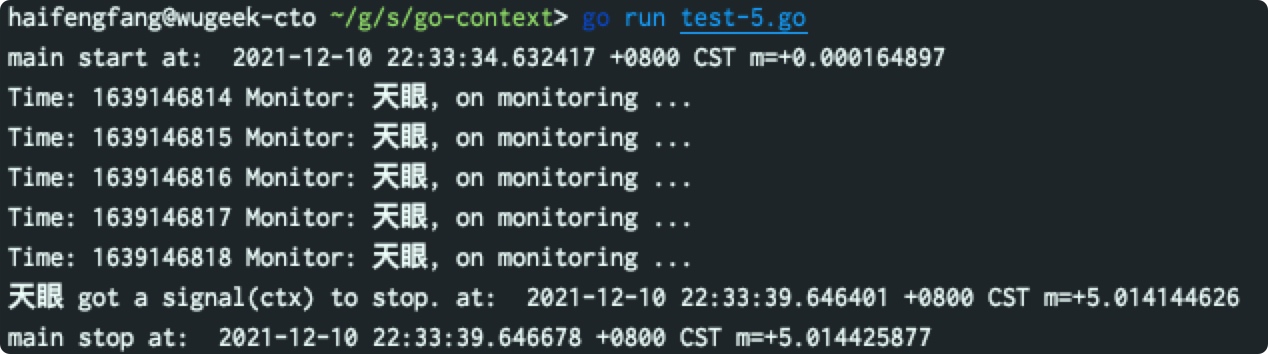 haifengfang@wugeek-cto ~/g/s/go-context> go run test-5.go
main start at:  2021-12-10 22:33:34.632417 +0800 CST m=+0.000164897
Time: 1639146814 Monitor: 天眼, on monitoring ...
Time: 1639146815 Monitor: 天眼, on monitoring ...
Time: 1639146816 Monitor: 天眼, on monitoring ...
Time: 1639146817 Monitor: 天眼, on monitoring ...
Time: 1639146818 Monitor: 天眼, on monitoring ...
天眼 got a signal(ctx) to stop. at:  2021-12-10 22:33:39.646401 +0800 CST m=+5.014144626
main stop at:  2021-12-10 22:33:39.646678 +0800 CST m=+5.014425877